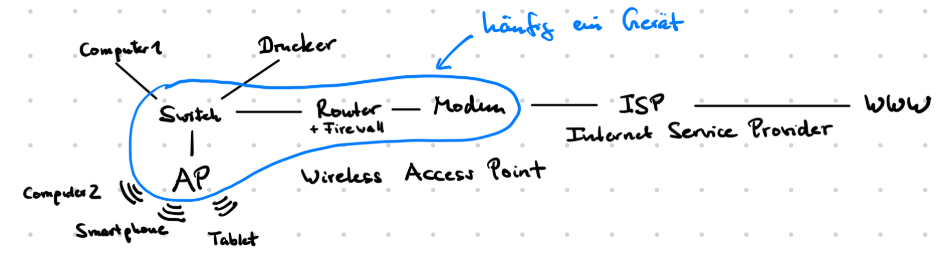 häufig ein Gerät
Computer 1
Drucker
Switch
Router
+ Firewall
Modem
ISP
Internet Service Provider
WWW
AP
Wireless Access Point
Computer 2
Smartphone
Tablet